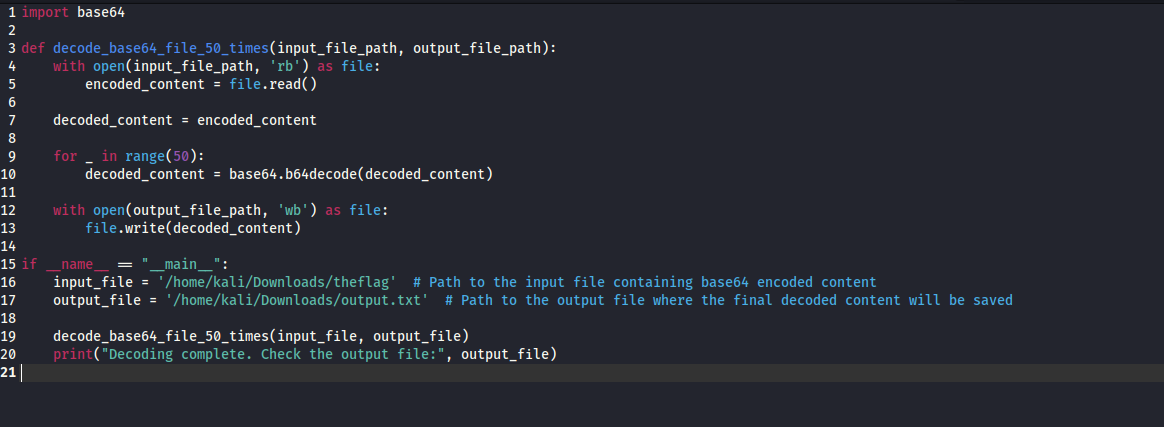 1 import base64
2
3 def decode_base64_file_50_times(input_file_path, output_file_path):
4     with open(input_file_path, 'rb') as file:
5         encoded_content = file.read()
6
7     decoded_content = encoded_content
8
9     for _ in range(50):
10         decoded_content = base64.b64decode(decoded_content)
11
12     with open(output_file_path, 'wb') as file:
13         file.write(decoded_content)
14
15 if __name__ == "__main__":
16     input_file = '/home/kali/Downloads/theflag'  # Path to the input file containing base64 encoded content
17     output_file = '/home/kali/Downloads/output.txt'  # Path to the output file where the final decoded content will be saved
18
19     decode_base64_file_50_times(input_file, output_file)
20     print("Decoding complete. Check the output file:", output_file)
21